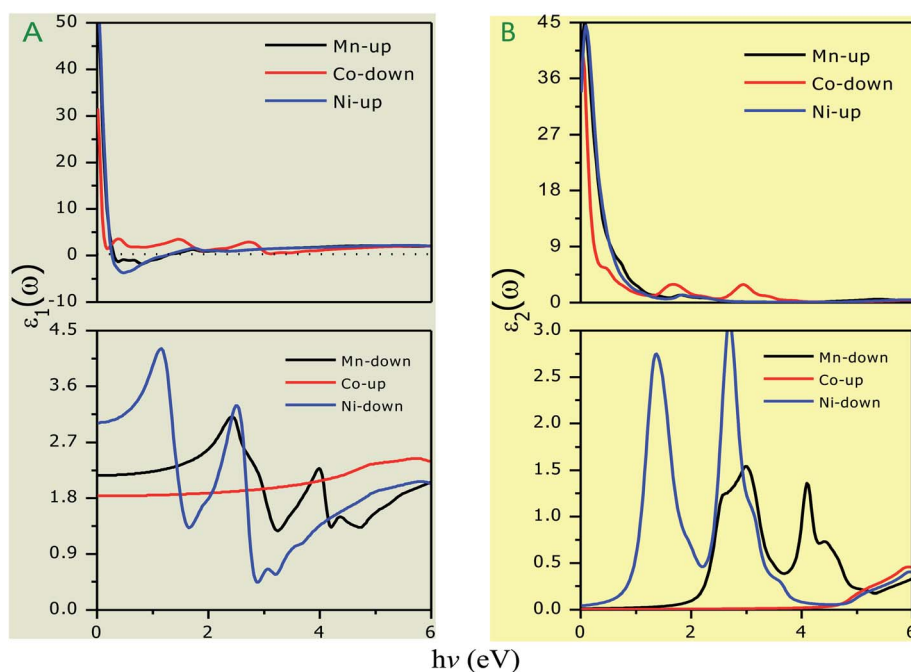 A
50
40
30
20
10
0
-10
Mn-up
Co-down
Ni-up
B
45
36
27
18
9
0
Mn-up
Co-down
Ni-up
ε1(ω)
ε2(ω)
4.5
3.6
2.7
1.8
0.9
0.0
Mn-down
Co-up
Ni-down
0 2 4 6
3.0
2.5
2.0
1.5
1.0
0.5
0.0
Mn-down
Co-up
Ni-down
0 2 4 6
hν (eV)